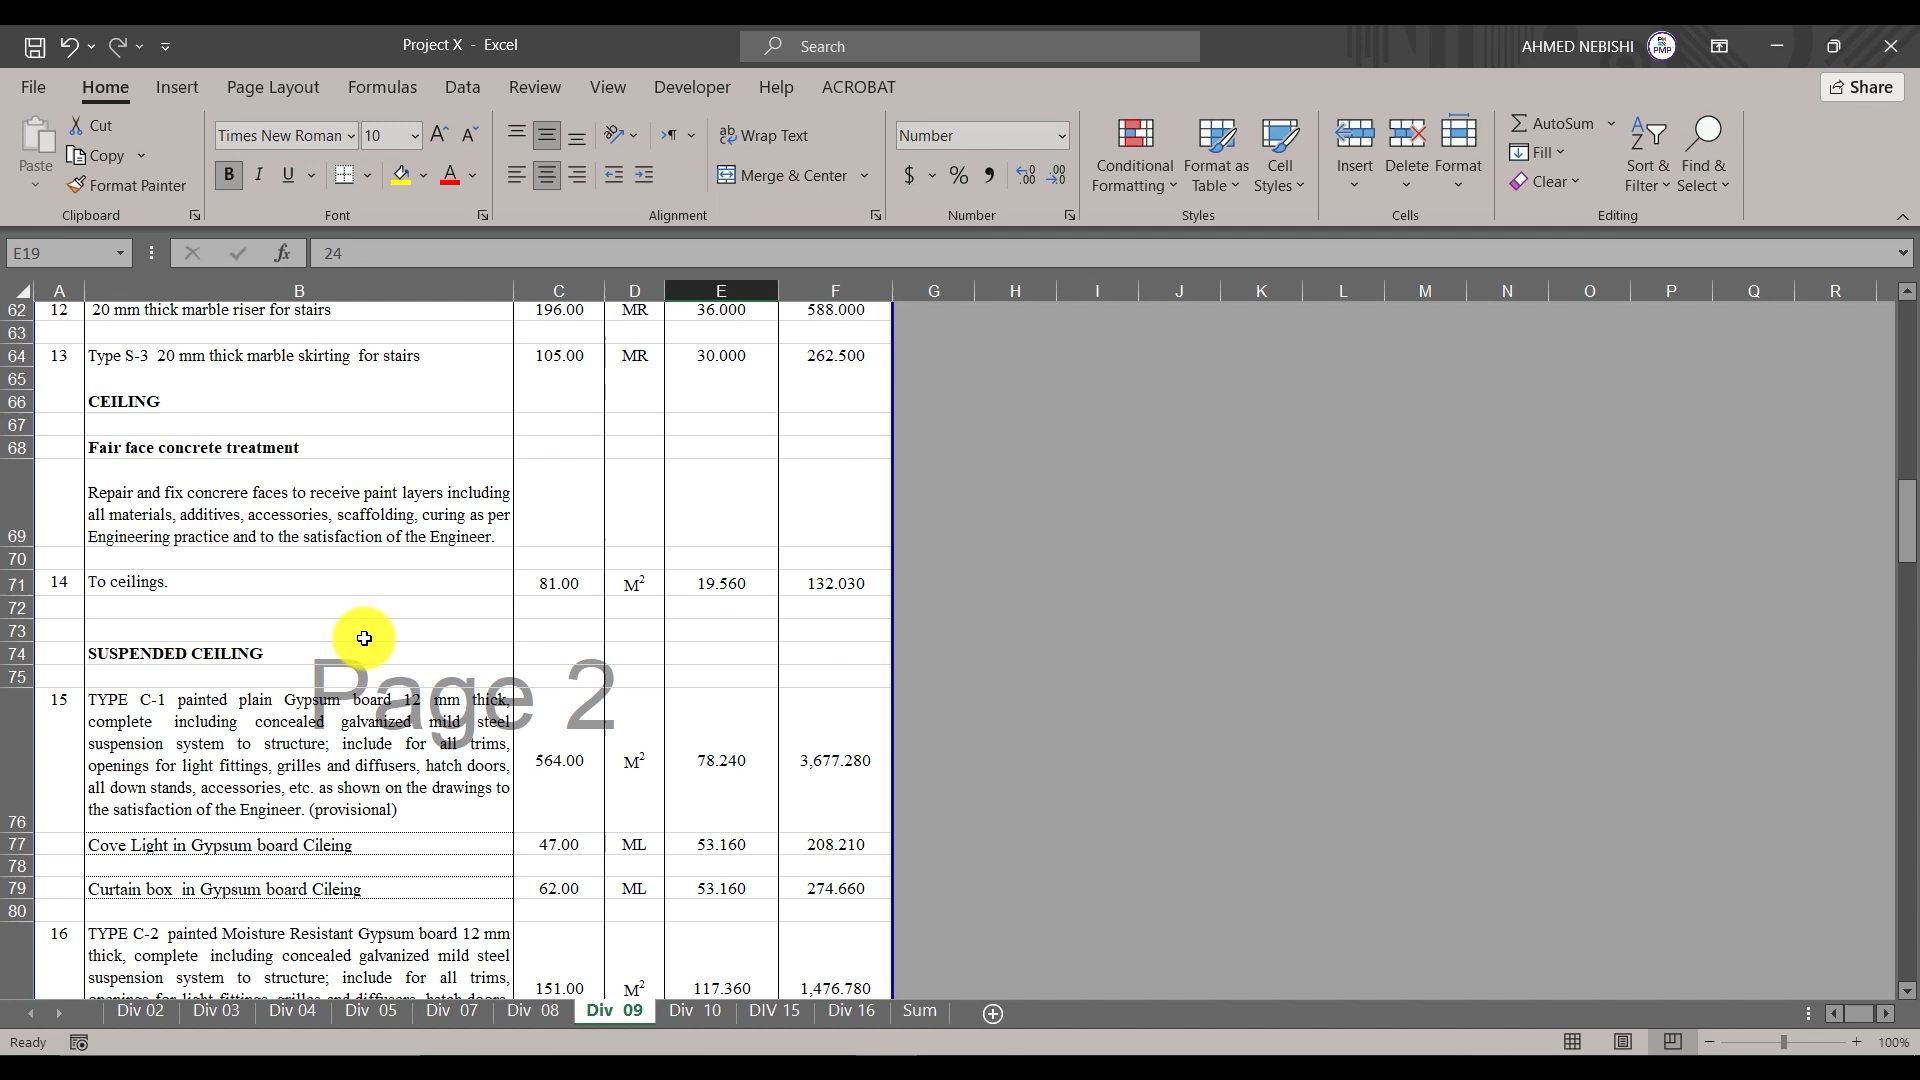 Project X - Excel
Search
AHMED NEBISHI
PMP
File Home Insert Page Layout Formulas Data Review View Developer Help ACROBAT
Share
Paste
Cut
Copy
Format Painter
Clipboard
Times New Roman 10
B I U
Font
Wrap Text
Merge & Center
Alignment
Number
$ % ,
Number
Conditional Formatting
Format as Table
Cell Styles
Styles
Insert
Delete
Format
Cells
AutoSum
Fill
Clear
Sort & Filter
Find & Select
Editing
E19
fx
24
A B C D E F G H I J K L M N O P Q R
62 12 20 mm thick marble riser for stairs 196.00 MR 36.000 588.000
63
64 13 Type S-3 20 mm thick marble skirting for stairs 105.00 MR 30.000 262.500
65
66 CEILING
67
68 Fair face concrete treatment
Repair and fix concrere faces to receive paint layers including
all materials, additives, accessories, scaffolding, curing as per
69 Engineering practice and to the satisfaction of the Engineer.
70
71 14 To ceilings. 81.00 M² 19.560 132.030
72
73
74 SUSPENDED CEILING
75
Page 2
15 TYPE C-1 painted plain Gypsum board 12 mm thick,
complete including concealed galvanized mild steel
suspension system to structure; include for all trims,
openings for light fittings, grilles and diffusers, hatch doors, 564.00 M² 78.240 3,677.280
all down stands, accessories, etc. as shown on the drawings to
the satisfaction of the Engineer. (provisional)
76
77 Cove Light in Gypsum board Cileing 47.00 ML 53.160 208.210
78
79 Curtain box in Gypsum board Cileing 62.00 ML 53.160 274.660
80
16 TYPE C-2 painted Moisture Resistant Gypsum board 12 mm
thick, complete including concealed galvanized mild steel
suspension system to structure; include for all trims,
151.00 M² 117.360 1,476.780
Div 02 Div 03 Div 04 Div 05 Div 07 Div 08 Div 09 Div 10 DIV 15 Div 16 Sum
Ready
100%